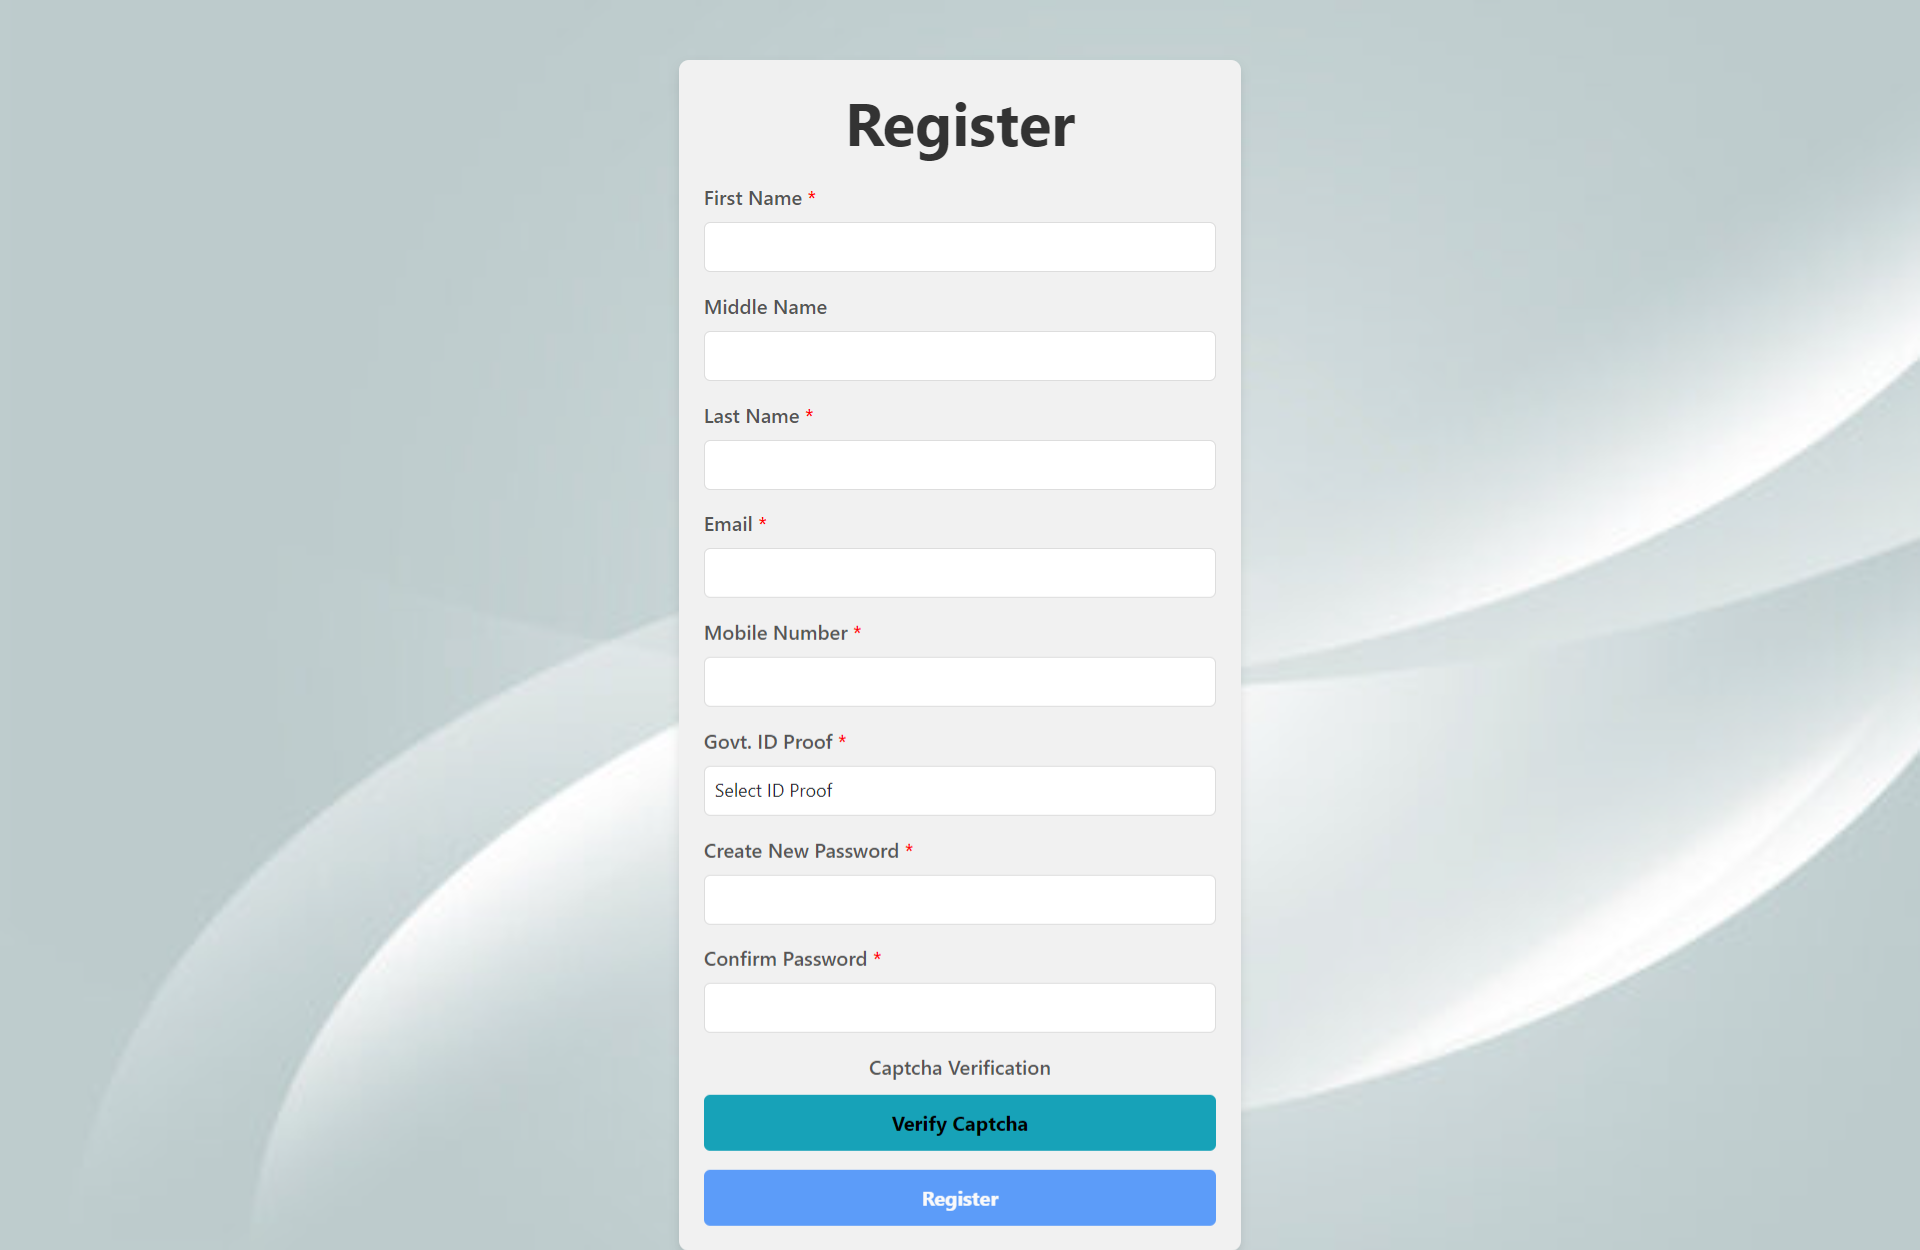 Register
First Name *
Middle Name
Last Name *
Email *
Mobile Number *
Govt. ID Proof *
Select ID Proof
Create New Password *
Confirm Password *
Captcha Verification
Verify Captcha
Register